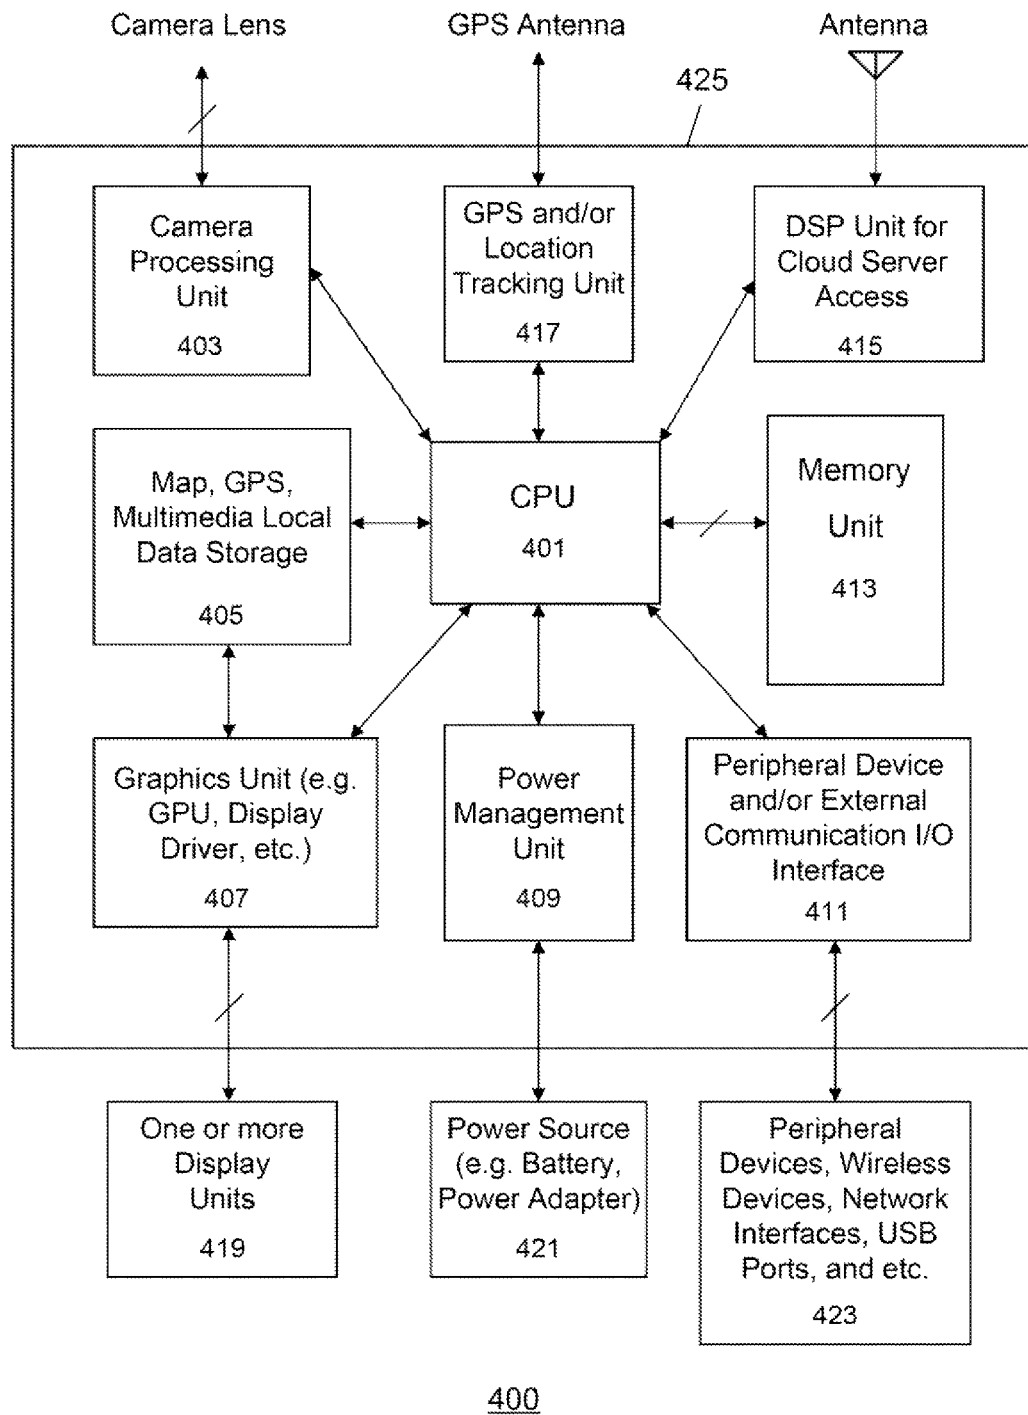 Camera Lens
GPS Antenna
Antenna
425
Camera
Processing
Unit
403
GPS and/or
Location
Tracking Unit
417
DSP Unit for
Cloud Server
Access
415
Map, GPS,
Multimedia Local
Data Storage
405
CPU
401
Memory
Unit
413
Graphics Unit (e.g.
GPU, Display
Driver, etc.)
407
Power
Management
Unit
409
Peripheral Device
and/or External
Communication I/O
Interface
411
One or more
Display
Units
419
Power Source
(e.g. Battery,
Power Adapter)
421
Peripheral
Devices, Wireless
Devices, Network
Interfaces, USB
Ports, and etc.
423
400